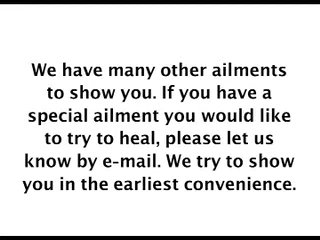 We have many other ailments
to show you. If you have a
special ailment you would like
to try to heal, please let us
know by e-mail. We try to show
you in the earliest convenience.